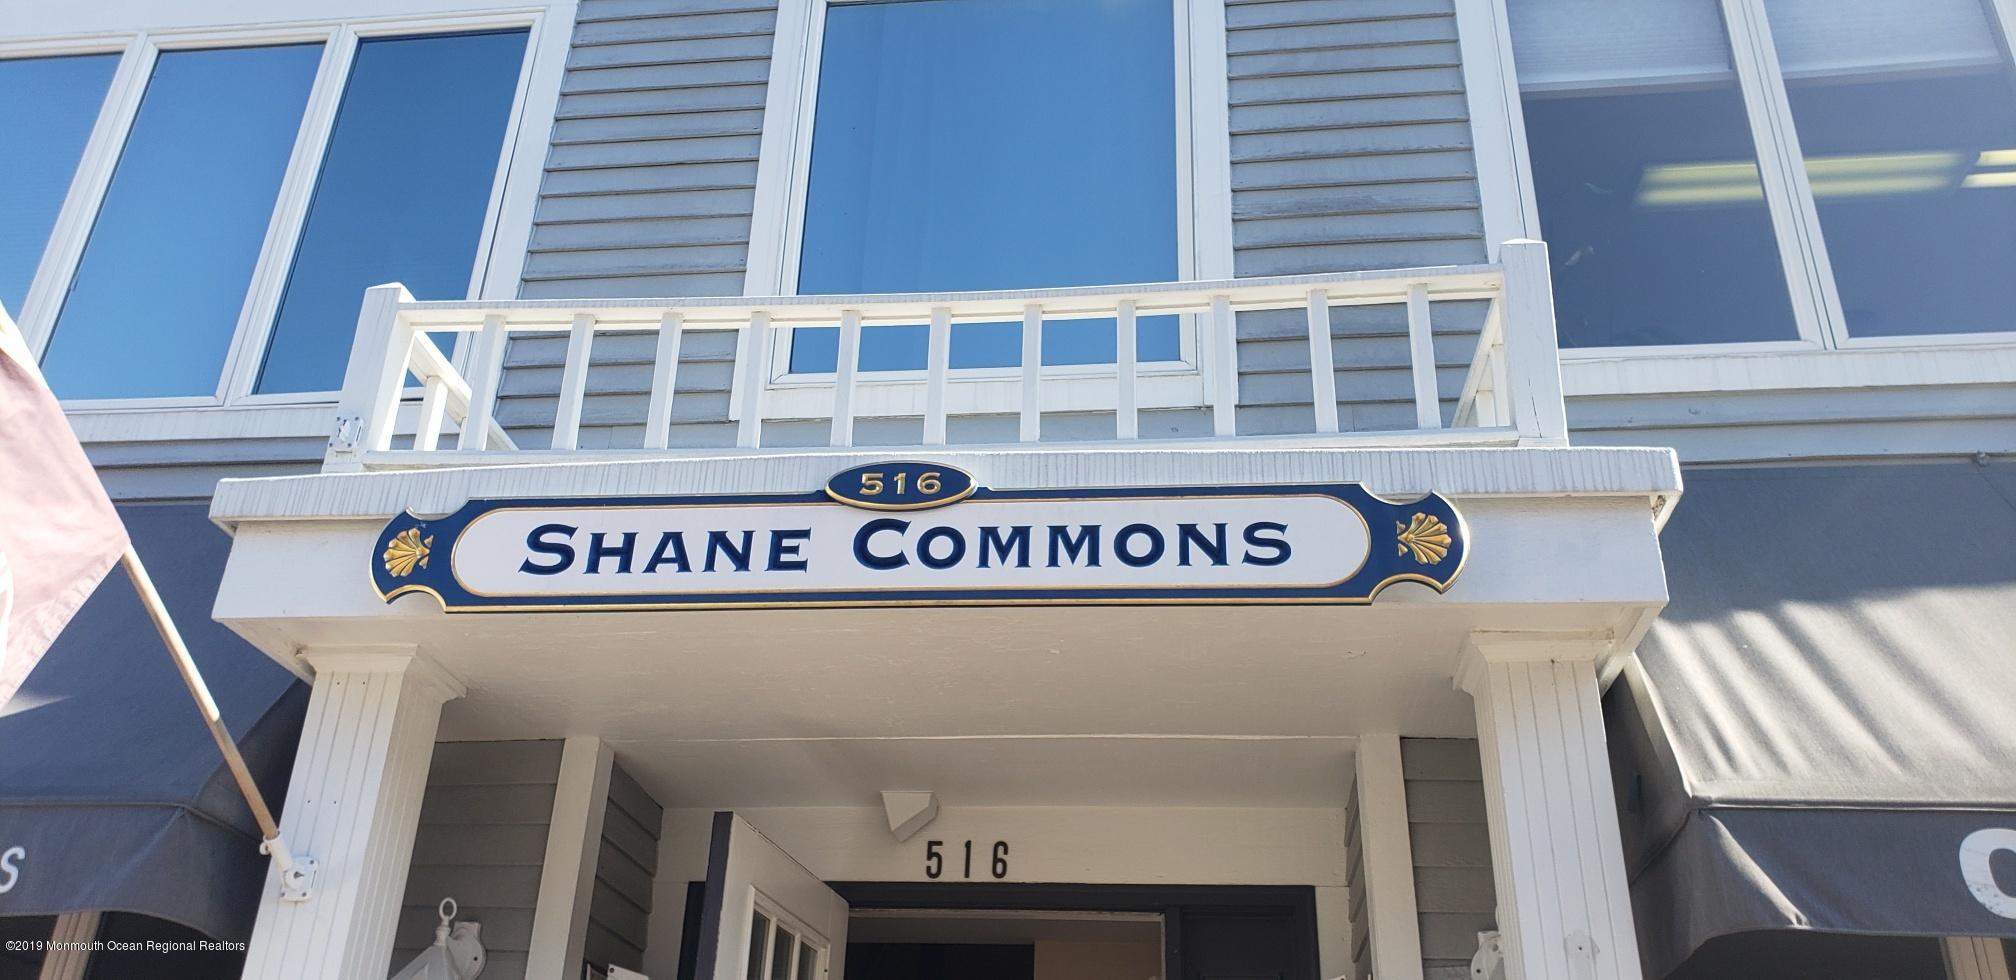 516
SHANE COMMONS
516
S
©2019 Monmouth Ocean Regional Realtors